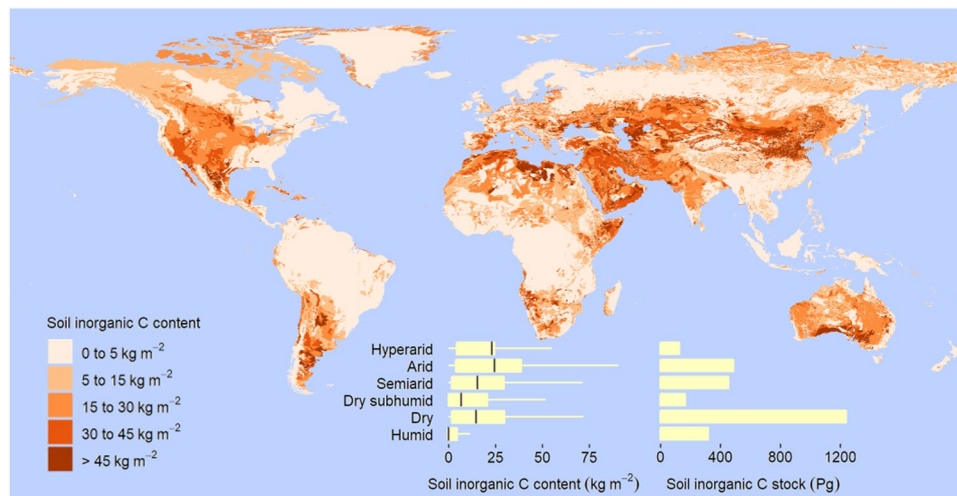 Soil inorganic C content
0 to 5 kg m⁻²
5 to 15 kg m⁻²
15 to 30 kg m⁻²
30 to 45 kg m⁻²
> 45 kg m⁻²
Hyperarid
Arid
Semiarid
Dry subhumid
Dry
Humid
0 25 50 75
Soil inorganic C content (kg m⁻²)
0 400 800 1200
Soil inorganic C stock (Pg)